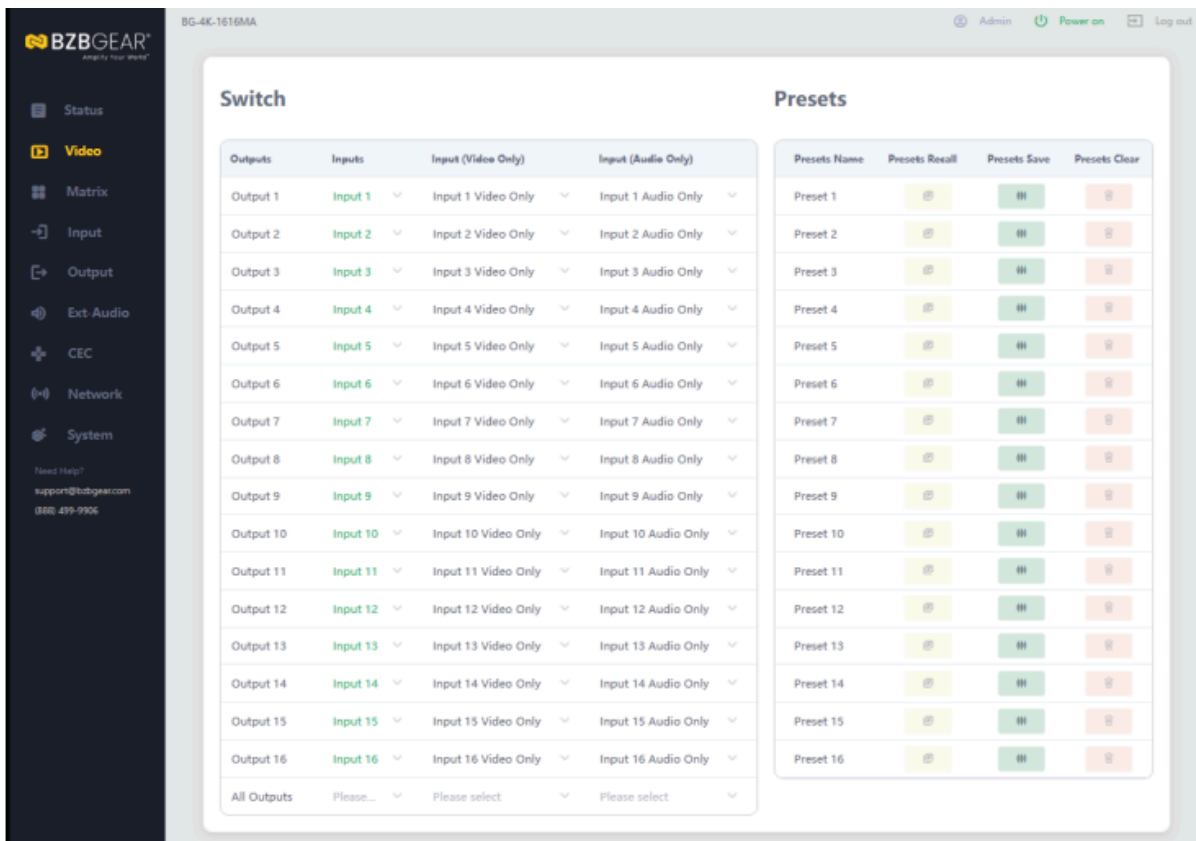 BZBGEAR®
Amplify Your World™
Status
Video
Matrix
Input
Output
Ext-Audio
CEC
Network
System
Need Help?
support@bzbgear.com
(888) 499-9906
BG-4K-1616MA
Admin Power on Log out
Switch
Outputs Inputs Input (Video Only) Input (Audio Only)
Output 1 Input 1 Input 1 Video Only Input 1 Audio Only
Output 2 Input 2 Input 2 Video Only Input 2 Audio Only
Output 3 Input 3 Input 3 Video Only Input 3 Audio Only
Output 4 Input 4 Input 4 Video Only Input 4 Audio Only
Output 5 Input 5 Input 5 Video Only Input 5 Audio Only
Output 6 Input 6 Input 6 Video Only Input 6 Audio Only
Output 7 Input 7 Input 7 Video Only Input 7 Audio Only
Output 8 Input 8 Input 8 Video Only Input 8 Audio Only
Output 9 Input 9 Input 9 Video Only Input 9 Audio Only
Output 10 Input 10 Input 10 Video Only Input 10 Audio Only
Output 11 Input 11 Input 11 Video Only Input 11 Audio Only
Output 12 Input 12 Input 12 Video Only Input 12 Audio Only
Output 13 Input 13 Input 13 Video Only Input 13 Audio Only
Output 14 Input 14 Input 14 Video Only Input 14 Audio Only
Output 15 Input 15 Input 15 Video Only Input 15 Audio Only
Output 16 Input 16 Input 16 Video Only Input 16 Audio Only
All Outputs Please... Please select Please select
Presets
Presets Name Presets Recall Presets Save Presets Clear
Preset 1
Preset 2
Preset 3
Preset 4
Preset 5
Preset 6
Preset 7
Preset 8
Preset 9
Preset 10
Preset 11
Preset 12
Preset 13
Preset 14
Preset 15
Preset 16